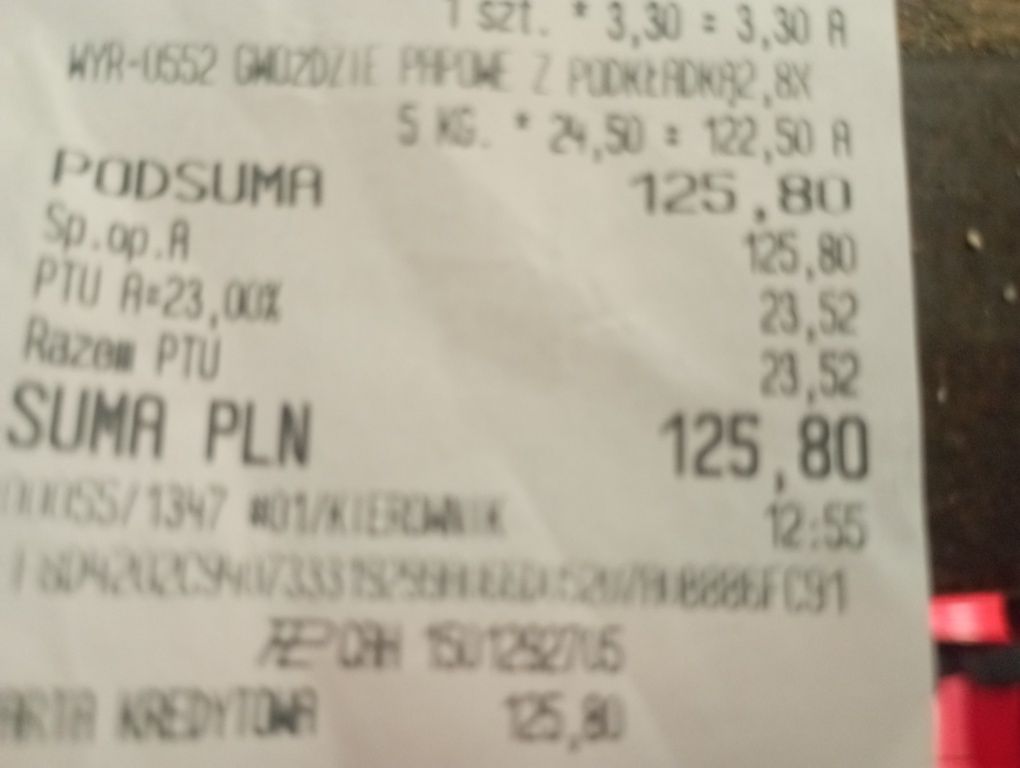 1 szt. * 3,30 = 3,30 A
WYR-0552 GWOŹDZIE PAPOWE Z PODKŁADKĄ2,8X
5 KG. * 24,50 = 122,50 A
PODSUMA 125,80
Sp.op.A 125,80
PTU A=23,00% 23,52
Razem PTU 23,52
SUMA PLN 125,80
/1347 #01/KIEROWNIK 12:55
KREDYTOWA 125,80